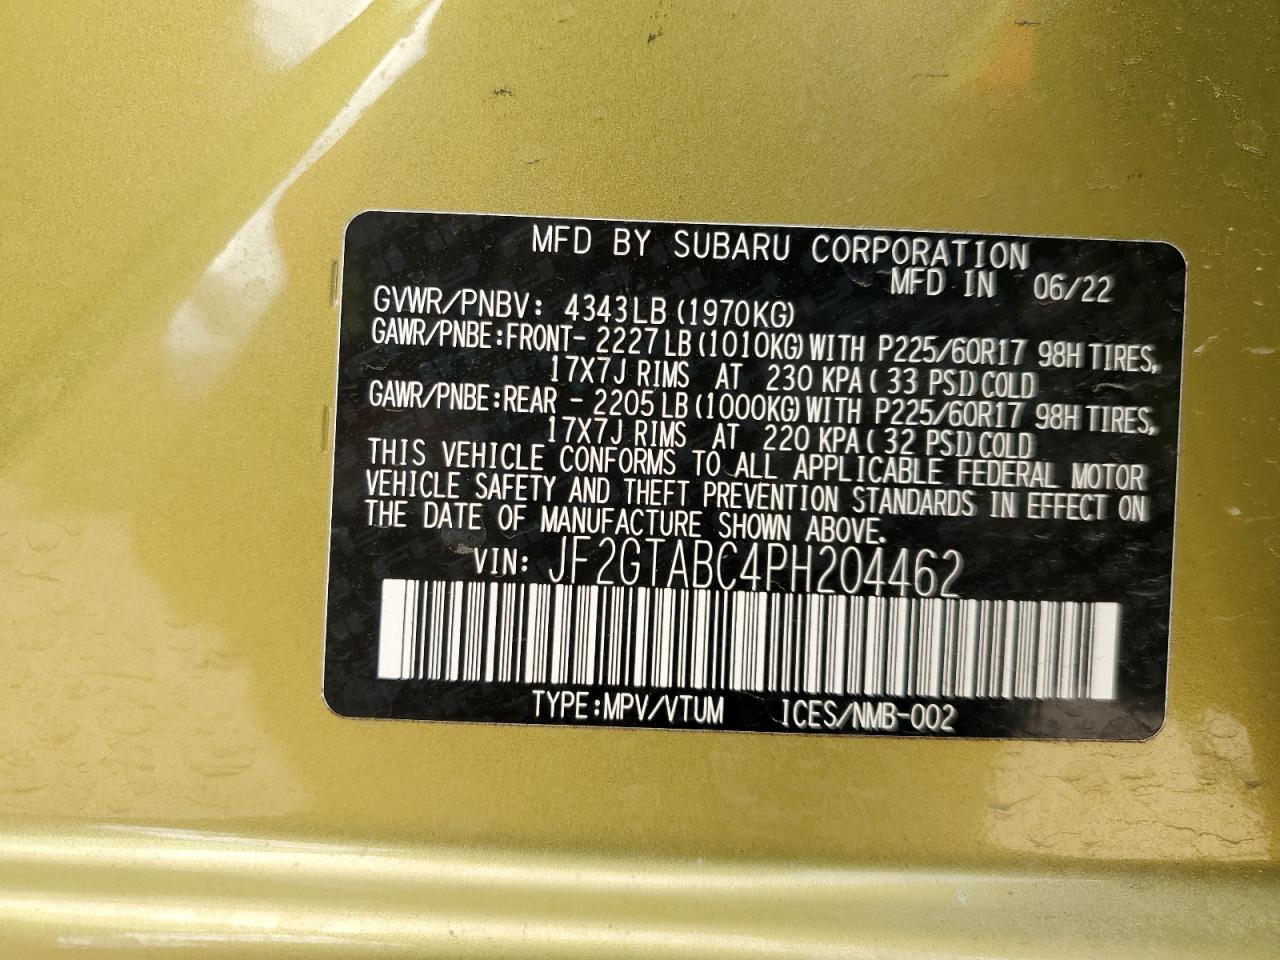 MFD BY SUBARU CORPORATION
MFD IN 06/22
GVWR/PNBV: 4343LB(1970KG)
GAWR/PNBE:FRONT- 2227LB(1010KG)WITH P225/60R17 98H TIRES,
17X7J RIMS AT 230 KPA( 33 PSI)COLD
GAWR/PNBE:REAR - 2205LB(1000KG)WITH P225/60R17 98H TIRES,
17X7J RIMS AT 220 KPA( 32 PSI)COLD
THIS VEHICLE CONFORMS TO ALL APPLICABLE FEDERAL MOTOR
VEHICLE SAFETY AND THEFT PREVENTION STANDARDS IN EFFECT ON
THE DATE OF MANUFACTURE SHOWN ABOVE.
VIN: JF2GTABC4PH204462
TYPE:MPV/VTUM ICES/NMB-002